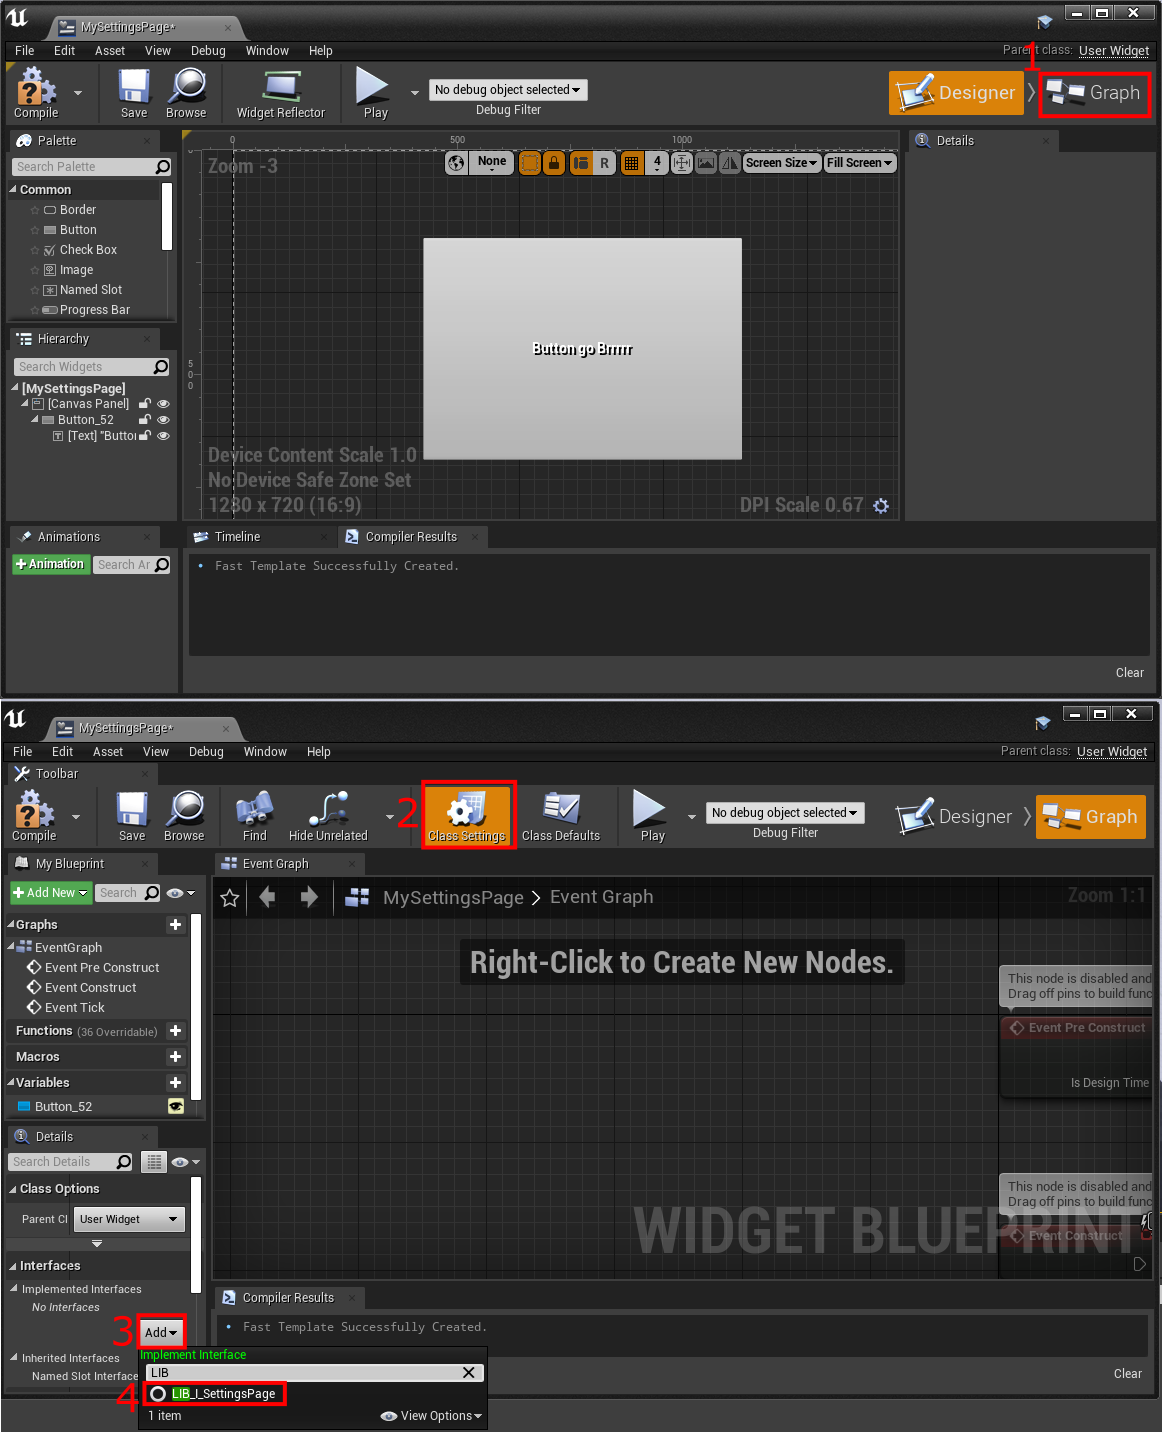 MySettingsPage*
File Edit Asset View Debug Window Help
Parent class: User Widget
1
Compile Save Browse Widget Reflector Play
No debug object selected
Debug Filter
Designer Graph
Palette
Search Palette
Common
Border
Button
Check Box
Image
Named Slot
Progress Bar
Hierarchy
Search Widgets
[MySettingsPage]
[Canvas Panel]
Button_52
[Text] "Butto
0 500 1000
Zoom -3
None R 4 Screen Size Fill Screen
500
Button go Brrrrr
Device Content Scale 1.0
No Device Safe Zone Set
1280 x 720 (16:9)
DPI Scale 0.67
Details
Animations
+Animation
Search Ar
Timeline
Compiler Results
• Fast Template Successfully Created.
Clear
MySettingsPage*
File Edit Asset View Debug Window Help
Parent class: User Widget
Toolbar
Compile Save Browse Find Hide Unrelated
2
Class Settings Class Defaults Play
No debug object selected
Debug Filter
Designer Graph
My Blueprint
+Add New
Search
Graphs
EventGraph
Event Pre Construct
Event Construct
Event Tick
Functions (36 Overridable)
Macros
Variables
Button_52
Event Graph
MySettingsPage > Event Graph
Zoom 1:1
Right-Click to Create New Nodes.
This node is disabled and
Drag off pins to build func
Event Pre Construct
Is Design Time
This node is disabled and
Drag off pins to build func
Event Construct
WIDGET BLUEPRINT
Details
Search Details
Class Options
Parent Cl User Widget
Interfaces
Implemented Interfaces
No Interfaces
3
Add
Inherited Interfaces
Named Slot Interface
Compiler Results
• Fast Template Successfully Created.
Clear
Implement Interface
LIB
4
LIB_I_SettingsPage
1 item
View Options